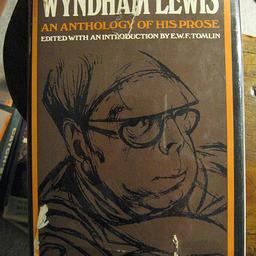 WYNDHAM LEWIS
AN ANTHOLOGY OF HIS PROSE
EDITED WITH AN INTRODUCTION BY E.W.F. TOMLIN